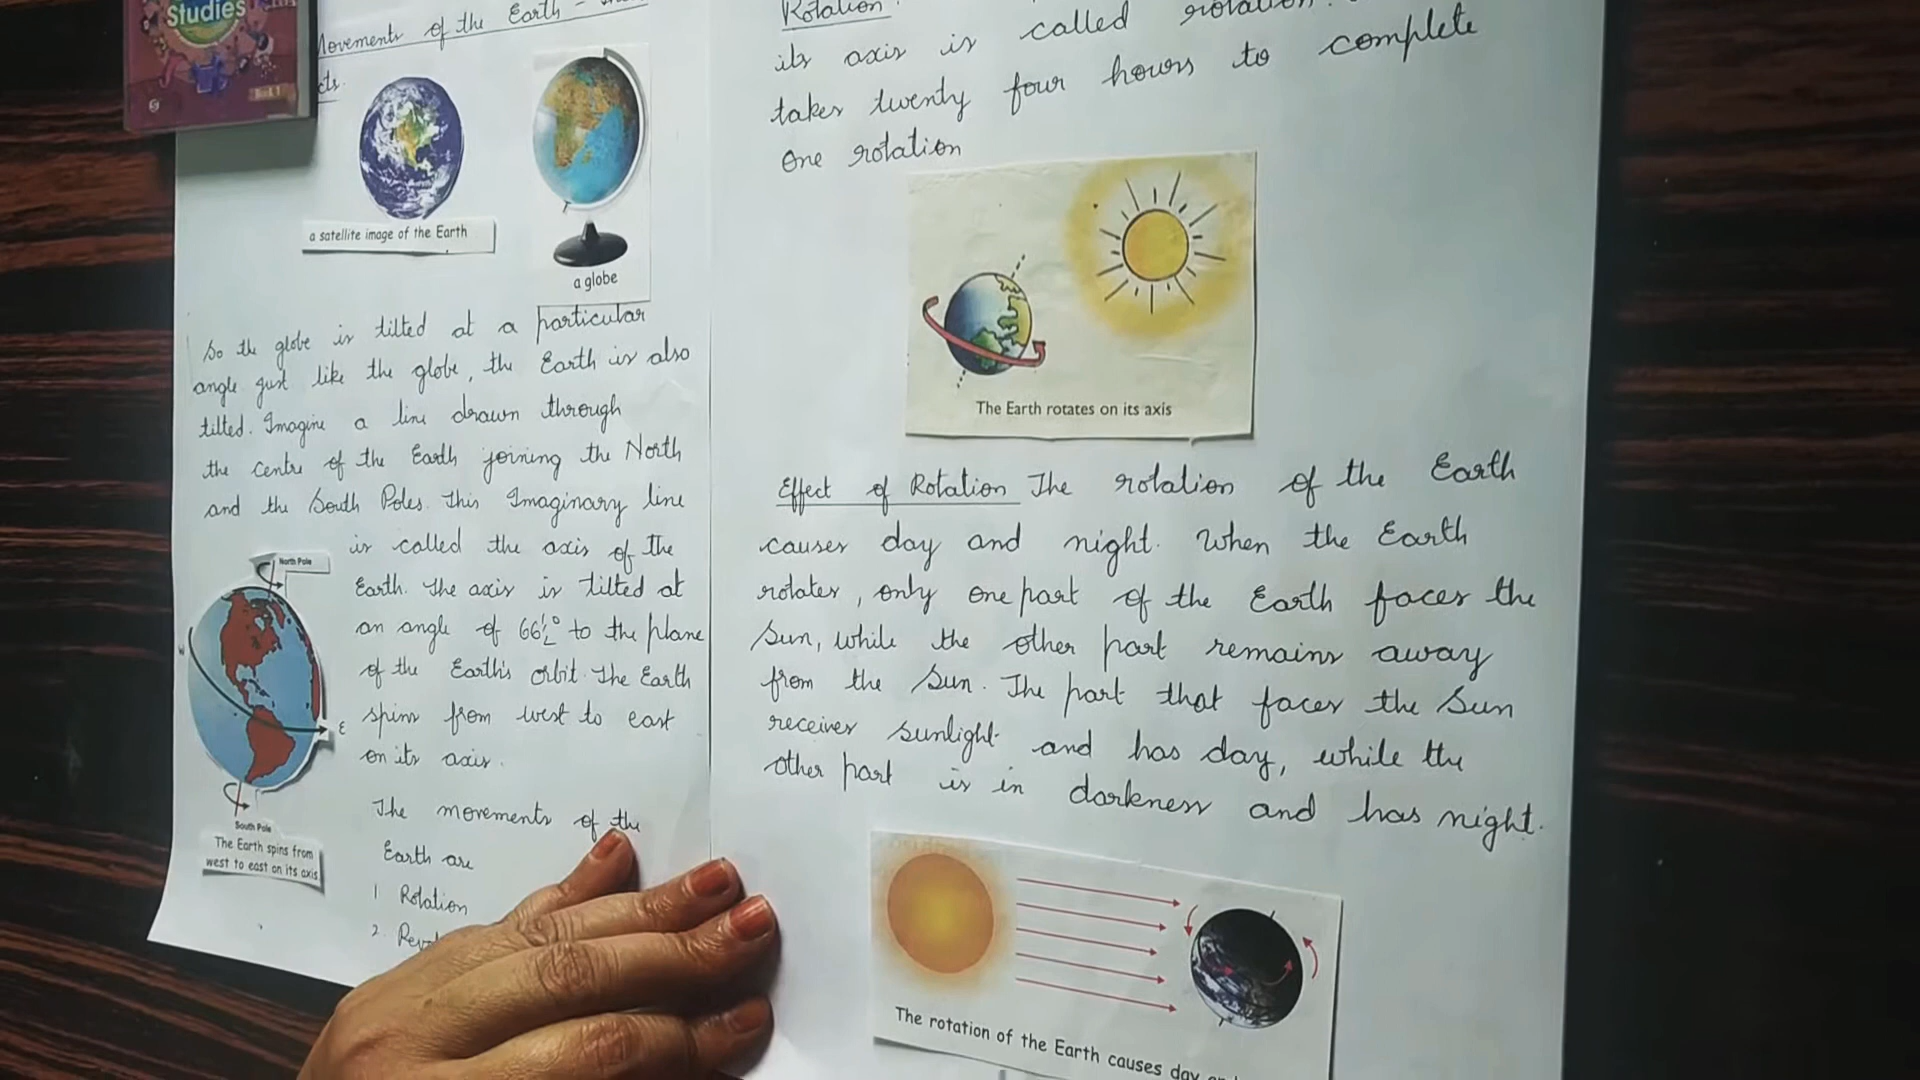 Studies
Movements of the Earth -
cts.
a satellite image of the Earth
a globe
So the globe is tilted at a particular
angle just like the globe, the Earth is also
tilted. Imagine a line drawn through
the centre of the Earth joining the North
and the South Poles. This Imaginary line
is called the axis of the
Earth. The axis is tilted at
an angle of 66½° to the plane
of the Earth's orbit. The Earth
spins from west to east
on its axis.
North Pole
W
E
South Pole
The Earth spins from
west to east on its axis
The movements of the
Earth are
1 Rotation
2.
Rotation
its axis is called rotation.
takes twenty four hours to complete
One rotation
The Earth rotates on its axis
Effect of Rotation The rotation of the Earth
causes day and night. When the Earth
rotates, only one part of the Earth faces the
Sun, while the other part remains away
from the Sun. The part that faces the Sun
receives sunlight and has day, while the
other part is in darkness and has night.
The rotation of the Earth causes day